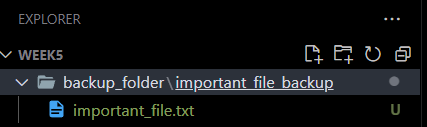 EXPLORER ...
WEEK5
backup_folder\important_file_backup
important_file.txt U